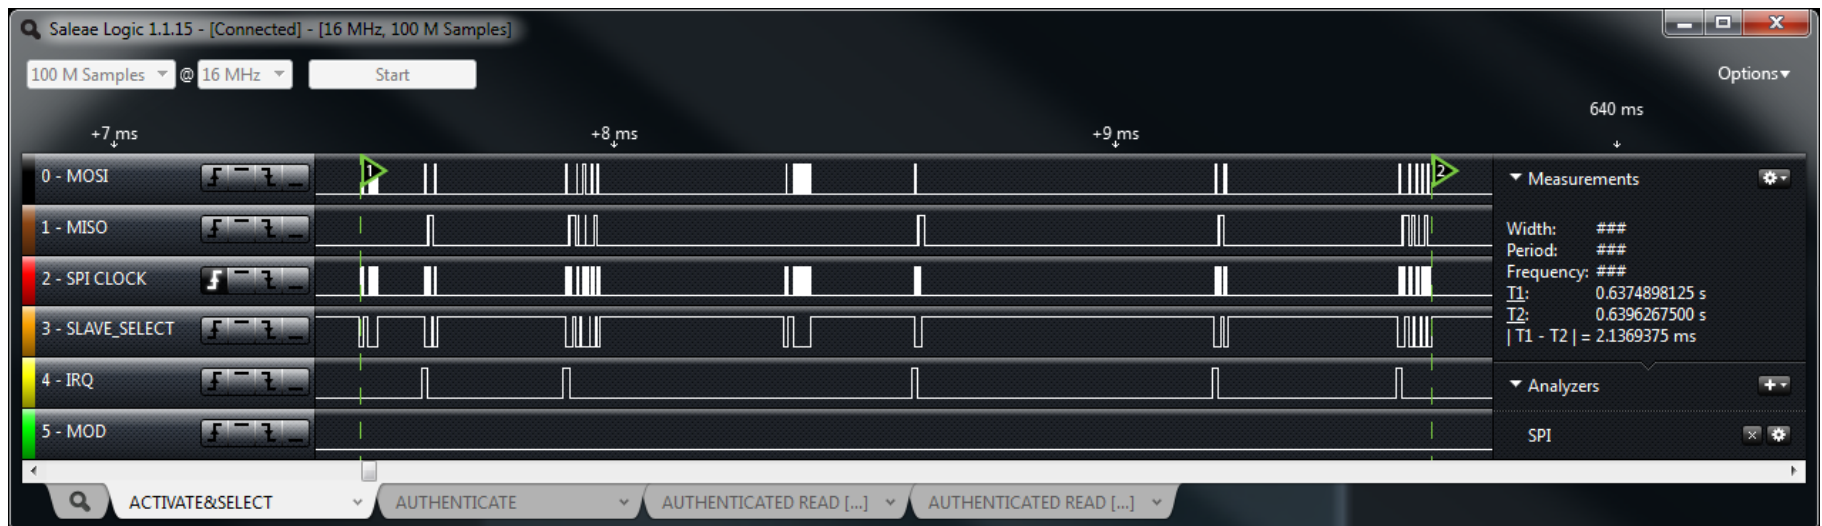 Saleae Logic 1.1.15 - [Connected] - [16 MHz, 100 M Samples]
100 M Samples @ 16 MHz Start
Options
640 ms
+7 ms +8 ms +9 ms
0 - MOSI
1 2
Measurements
1 - MISO
Width: ###
Period: ###
Frequency: ###
2 - SPI CLOCK
T1: 0.6374898125 s
T2: 0.6396267500 s
3 - SLAVE_SELECT
| T1 - T2 | = 2.1369375 ms
4 - IRQ
Analyzers
5 - MOD
SPI
ACTIVATE&SELECT AUTHENTICATE AUTHENTICATED READ [...] AUTHENTICATED READ [...]